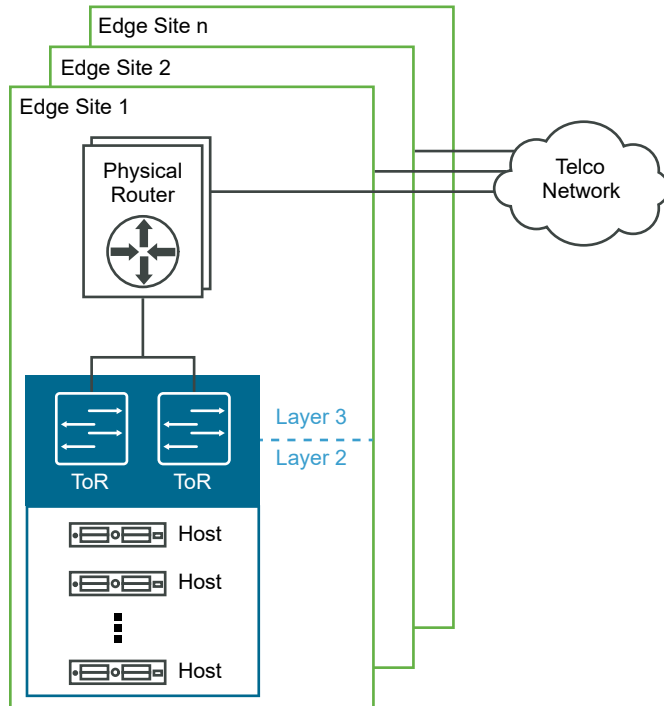 Edge Site n
Edge Site 2
Edge Site 1
Physical
Router
Telco
Network
Layer 3
Layer 2
ToR
ToR
Host
Host
Host